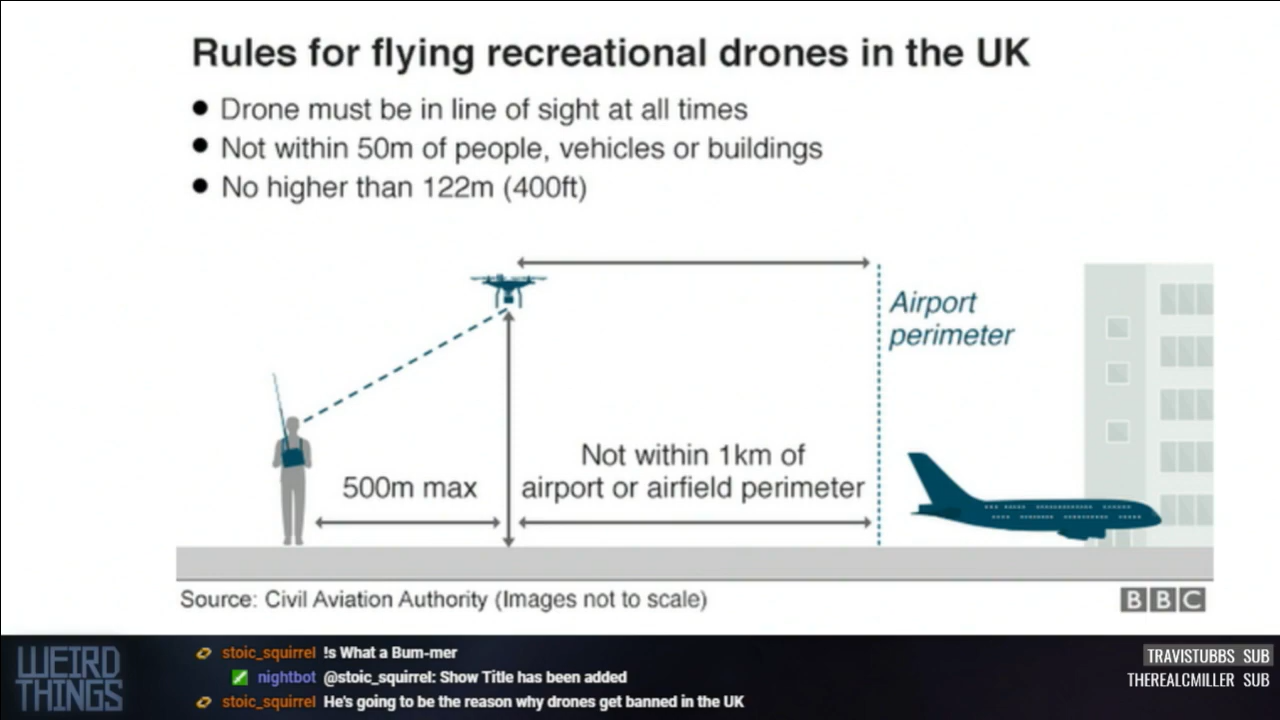 Rules for flying recreational drones in the UK
● Drone must be in line of sight at all times
● Not within 50m of people, vehicles or buildings
● No higher than 122m (400ft)
Airport
perimeter
500m max
Not within 1km of
airport or airfield perimeter
Source: Civil Aviation Authority (Images not to scale)
BBC
WEIRD
THINGS
stoic_squirrel !s What a Bum-mer
nightbot @stoic_squirrel: Show Title has been added
stoic_squirrel He's going to be the reason why drones get banned in the UK
TRAVISTUBBS SUB
THEREALCMILLER SUB